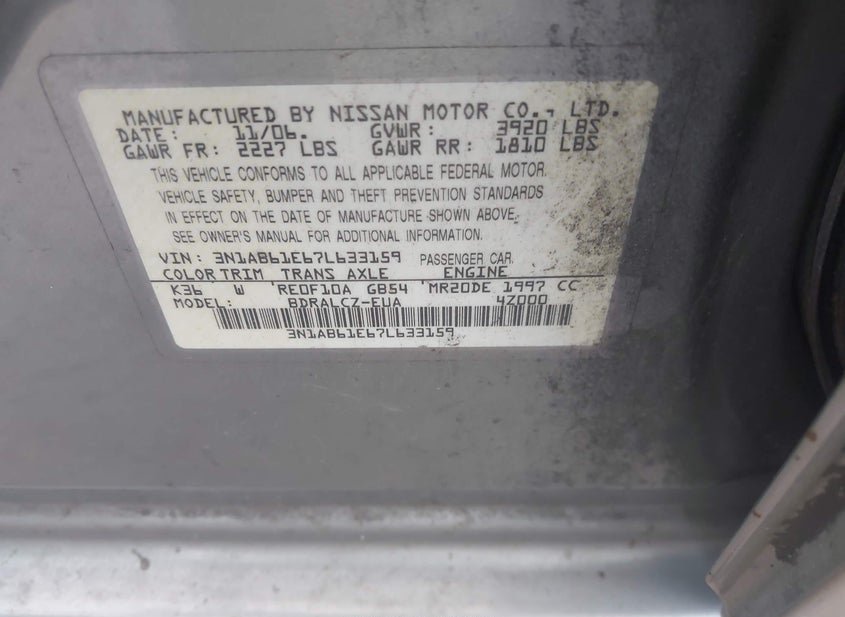 MANUFACTURED BY NISSAN MOTOR CO., LTD.
DATE: 11/06. GVWR: 3920 LBS
GAWR FR: 2227 LBS GAWR RR: 1810 LBS
THIS VEHICLE CONFORMS TO ALL APPLICABLE FEDERAL MOTOR.
VEHICLE SAFETY, BUMPER AND THEFT PREVENTION STANDARDS
IN EFFECT ON THE DATE OF MANUFACTURE SHOWN ABOVE.
SEE OWNER'S MANUAL FOR ADDITIONAL INFORMATION.
VIN: 3N1AB61E67L633159 PASSENGER CAR.
COLOR TRIM TRANS AXLE ENGINE
K36 W 'RE0F10A GB54 'MR20DE 1997 CC
MODEL: BDRALCZ-EUA 4Z000
3N1AB61E67L633159